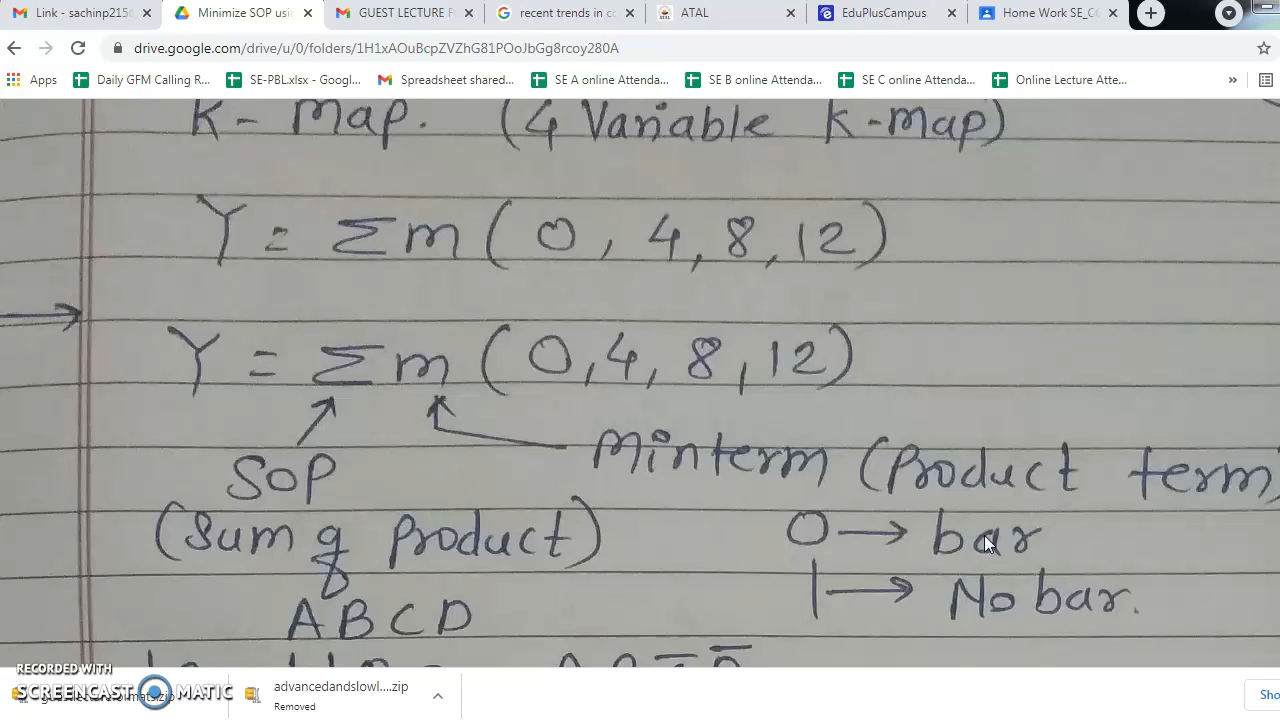 Link - sachinp156
Minimize SOP usi
GUEST LECTURE F
recent trends in co
ATAL
EduPlusCampus
Home Work SE_C
drive.google.com/drive/u/0/folders/1H1xAOuBcpZVZhG81POoJbGg8rcoy280A
Apps
Daily GFM Calling R...
SE-PBL.xlsx - Googl...
Spreadsheet shared...
SE A online Attenda...
SE B online Attenda...
SE C online Attenda...
Online Lecture Atte...
»
K - Map. (4 Variable K-map)
Y = Σm ( 0, 4, 8, 12)
Y = Σ m ( 0, 4, 8, 12)
SOP
Minterm (Product term)
(Sum of product)
0 → bar
A B C D
1 → No bar.
RECORDED WITH
SCREENCAST MATIC
advancedandslowl....zip
Removed
Sho